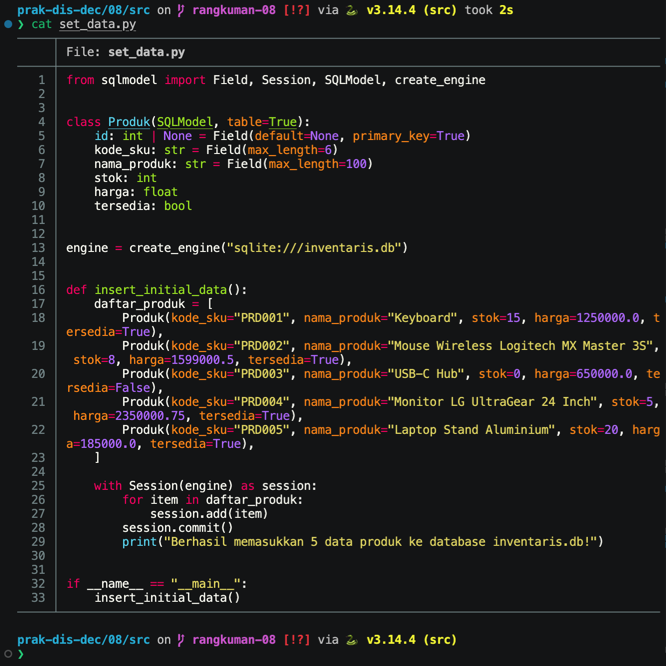 prak-dis-dec/08/src on rangkuman-08 [!?] via v3.14.4 (src) took 2s
❯ cat set_data.py
File: set_data.py
1 from sqlmodel import Field, Session, SQLModel, create_engine
2
3
4 class Produk(SQLModel, table=True):
5     id: int | None = Field(default=None, primary_key=True)
6     kode_sku: str = Field(max_length=6)
7     nama_produk: str = Field(max_length=100)
8     stok: int
9     harga: float
10     tersedia: bool
11
12
13 engine = create_engine("sqlite:///inventaris.db")
14
15
16 def insert_initial_data():
17     daftar_produk = [
18         Produk(kode_sku="PRD001", nama_produk="Keyboard", stok=15, harga=1250000.0, t
ersedia=True),
19         Produk(kode_sku="PRD002", nama_produk="Mouse Wireless Logitech MX Master 3S",
 stok=8, harga=1599000.5, tersedia=True),
20         Produk(kode_sku="PRD003", nama_produk="USB-C Hub", stok=0, harga=650000.0, te
rsedia=False),
21         Produk(kode_sku="PRD004", nama_produk="Monitor LG UltraGear 24 Inch", stok=5,
 harga=2350000.75, tersedia=True),
22         Produk(kode_sku="PRD005", nama_produk="Laptop Stand Aluminium", stok=20, harg
a=185000.0, tersedia=True),
23     ]
24
25     with Session(engine) as session:
26         for item in daftar_produk:
27             session.add(item)
28         session.commit()
29         print("Berhasil memasukkan 5 data produk ke database inventaris.db!")
30
31
32 if __name__ == "__main__":
33     insert_initial_data()
prak-dis-dec/08/src on rangkuman-08 [!?] via v3.14.4 (src)
❯